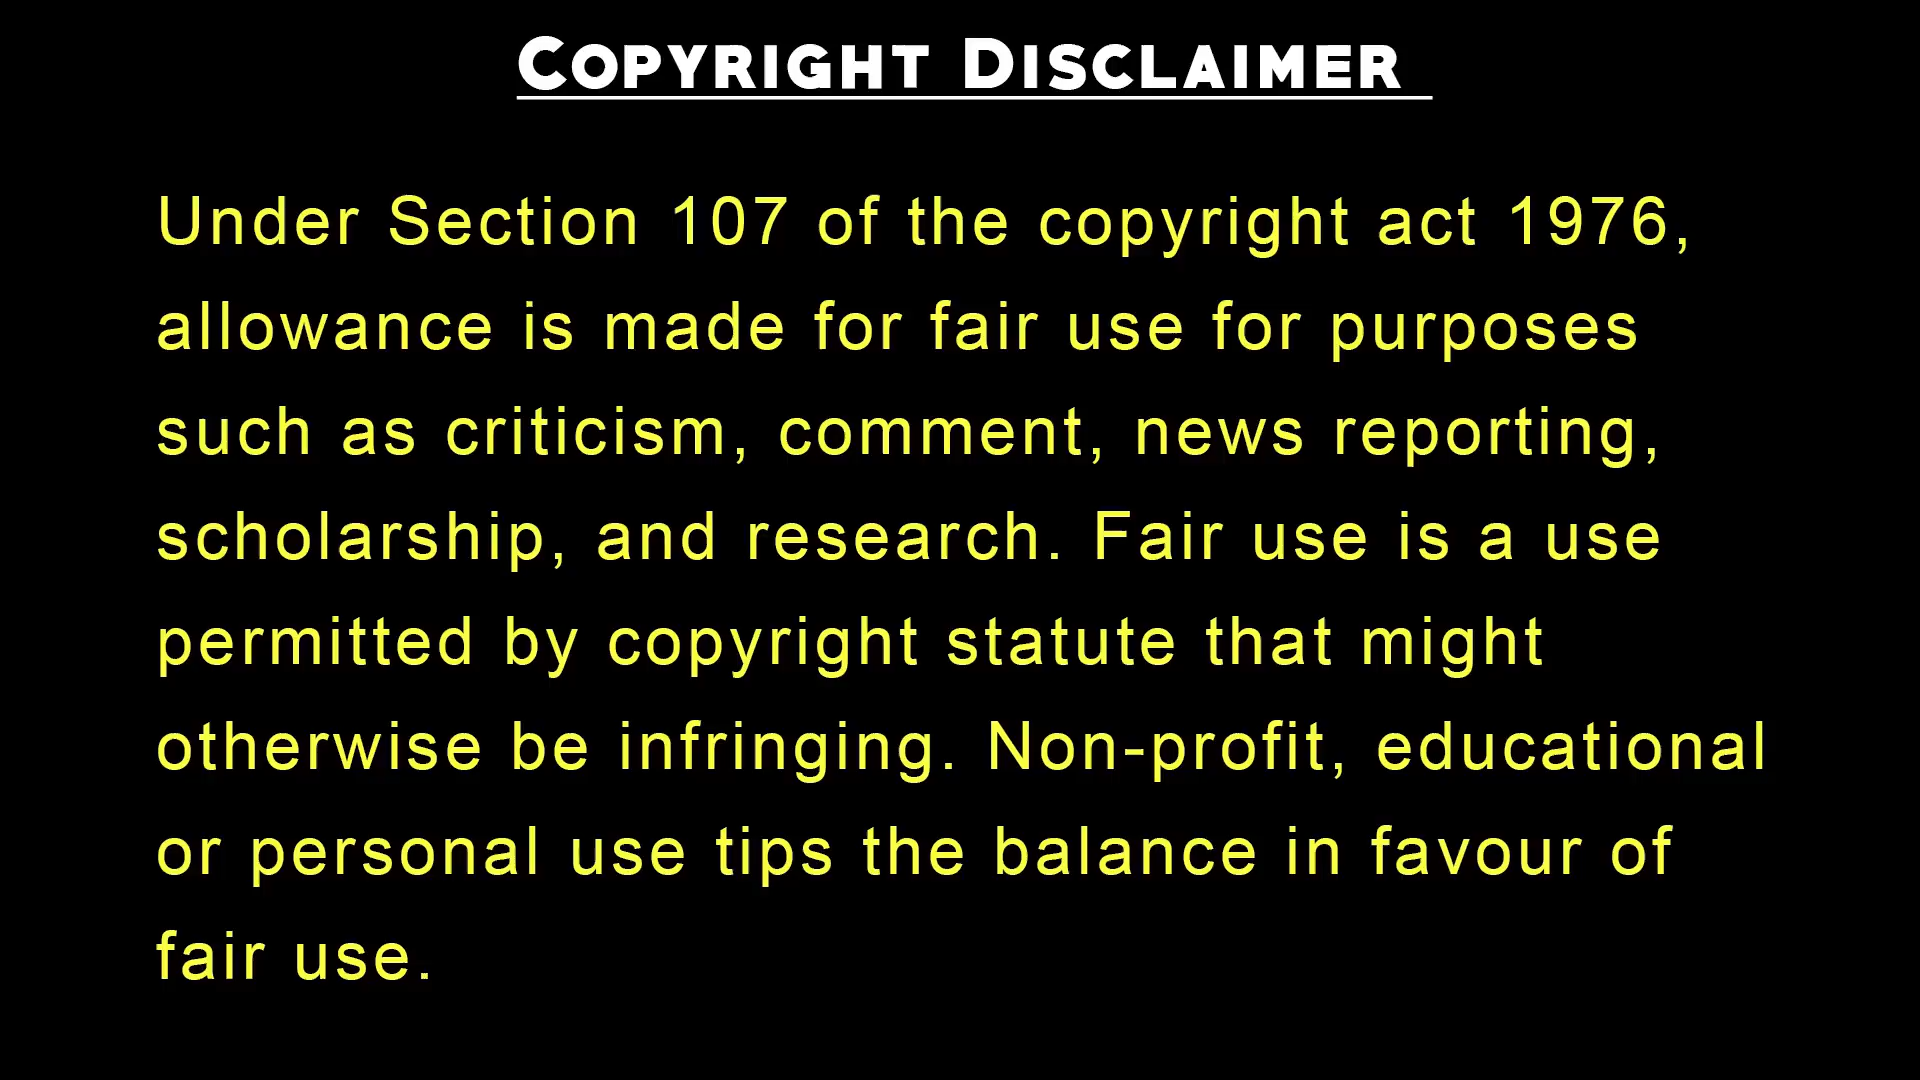 Copyright Disclaimer
Under Section 107 of the copyright act 1976,
allowance is made for fair use for purposes
such as criticism, comment, news reporting,
scholarship, and research. Fair use is a use
permitted by copyright statute that might
otherwise be infringing. Non-profit, educational
or personal use tips the balance in favour of
fair use.